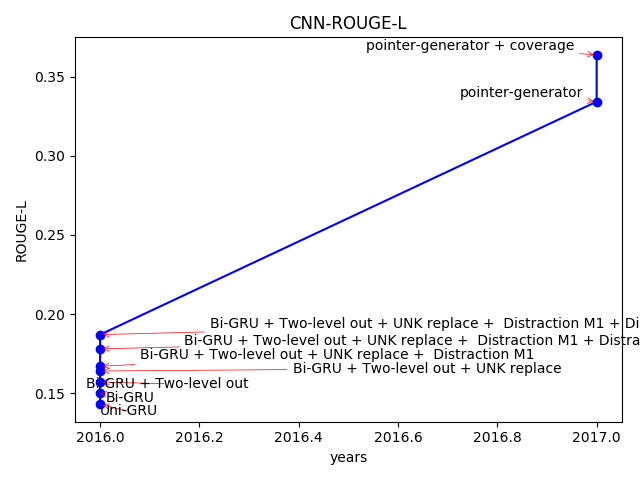 CNN-ROUGE-L
pointer-generator + coverage
pointer-generator
Bi-GRU + Two-level out + UNK replace + Distraction M1 + Di
Bi-GRU + Two-level out + UNK replace + Distraction M1 + Distra
Bi-GRU + Two-level out + UNK replace + Distraction M1
Bi-GRU + Two-level out + UNK replace
Bi-GRU + Two-level out
Bi-GRU
Uni-GRU
ROUGE-L
0.35
0.30
0.25
0.20
0.15
2016.0 2016.2 2016.4 2016.6 2016.8 2017.0
years